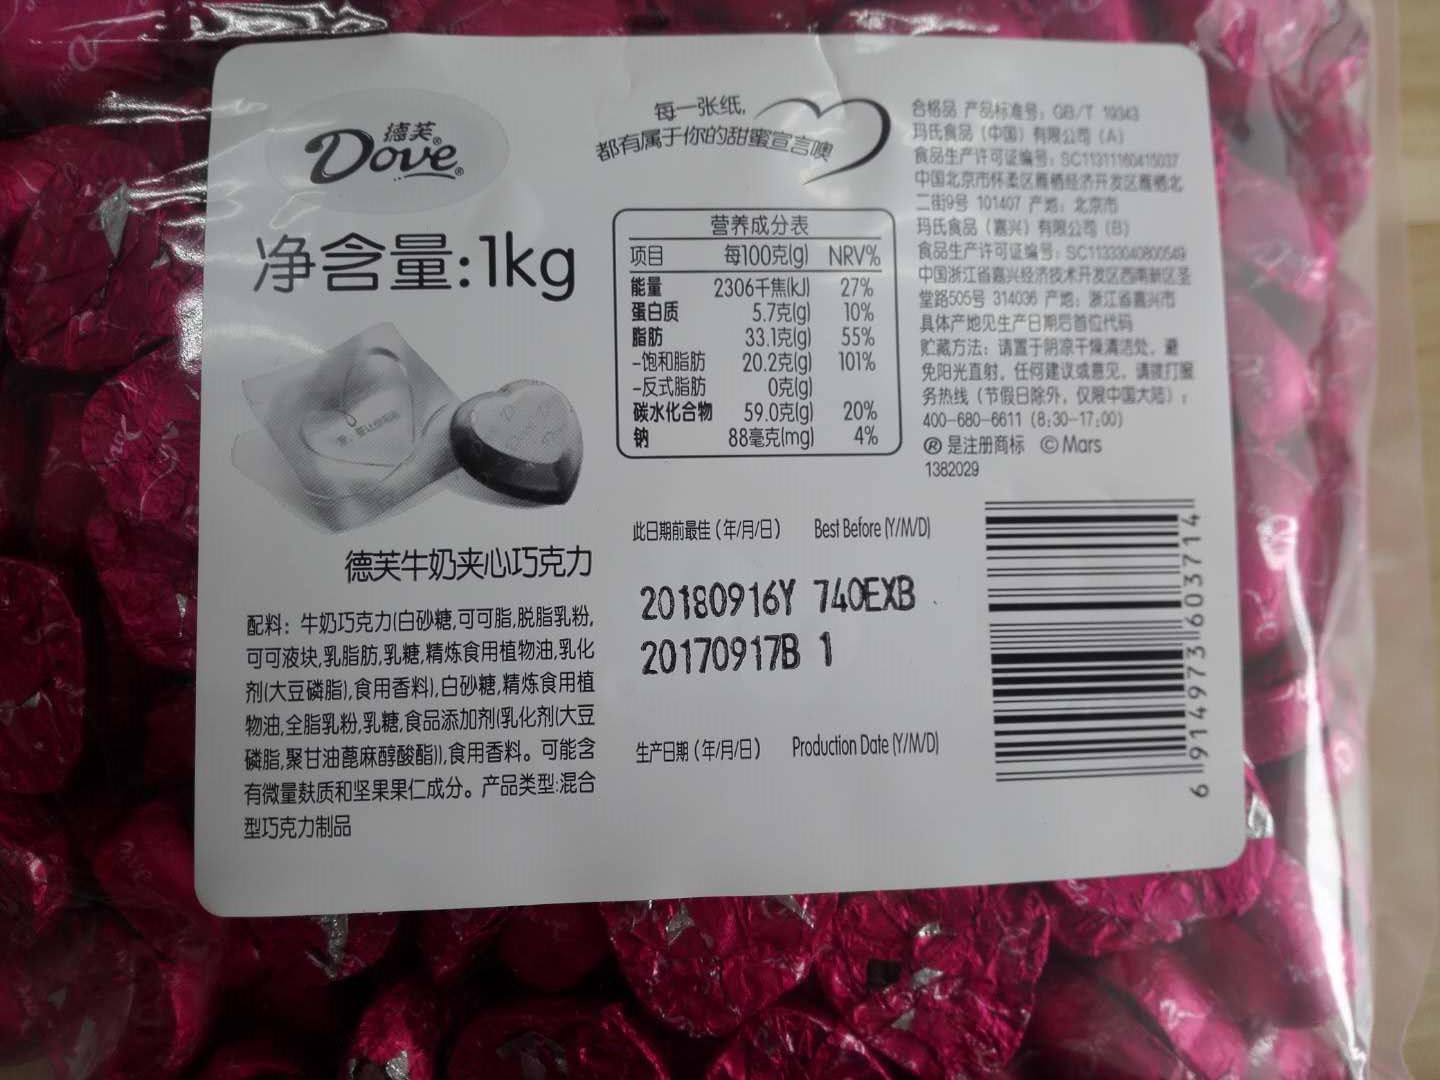 德芙®
Dove®
净含量:1kg
德芙牛奶夹心巧克力
配料：牛奶巧克力(白砂糖,可可脂,脱脂乳粉,
可可液块,乳脂肪,乳糖,精炼食用植物油,乳化
剂(大豆磷脂),食用香料),白砂糖,精炼食用植
物油,全脂乳粉,乳糖,食品添加剂(乳化剂(大豆
磷脂,聚甘油蓖麻醇酸酯)),食用香料。可能含
有微量麸质和坚果果仁成分。产品类型:混合
型巧克力制品
每一张纸,
都有属于你的甜蜜宣言噢
营养成分表
项目 每100克(g) NRV%
能量 2306千焦(kJ) 27%
蛋白质 5.7克(g) 10%
脂肪 33.1克(g) 55%
-饱和脂肪 20.2克(g) 101%
-反式脂肪 0克(g)
碳水化合物 59.0克(g) 20%
钠 88毫克(mg) 4%
此日期前最佳（年/月/日） Best Before (Y/M/D)
20180916Y 740EXB
20170917B 1
生产日期（年/月/日） Production Date (Y/M/D)
合格品 产品标准号：GB/T 19343
玛氏食品（中国）有限公司（A）
食品生产许可证编号：SC11311160415037
中国北京市怀柔区雁栖经济开发区雁栖北
二街9号 101407 产地：北京市
玛氏食品（嘉兴）有限公司（B）
食品生产许可证编号：SC11333040800549
中国浙江省嘉兴经济技术开发区西南新区圣
堂路505号 314036 产地：浙江省嘉兴市
具体产地见生产日期后首位代码
贮藏方法：请置于阴凉干燥清洁处。避
免阳光直射。任何建议或意见。请拨打服
务热线（节假日除外，仅限中国大陆）：
400-680-6611 (8:30-17:00)
® 是注册商标 © Mars
1382029
6 914973 603714